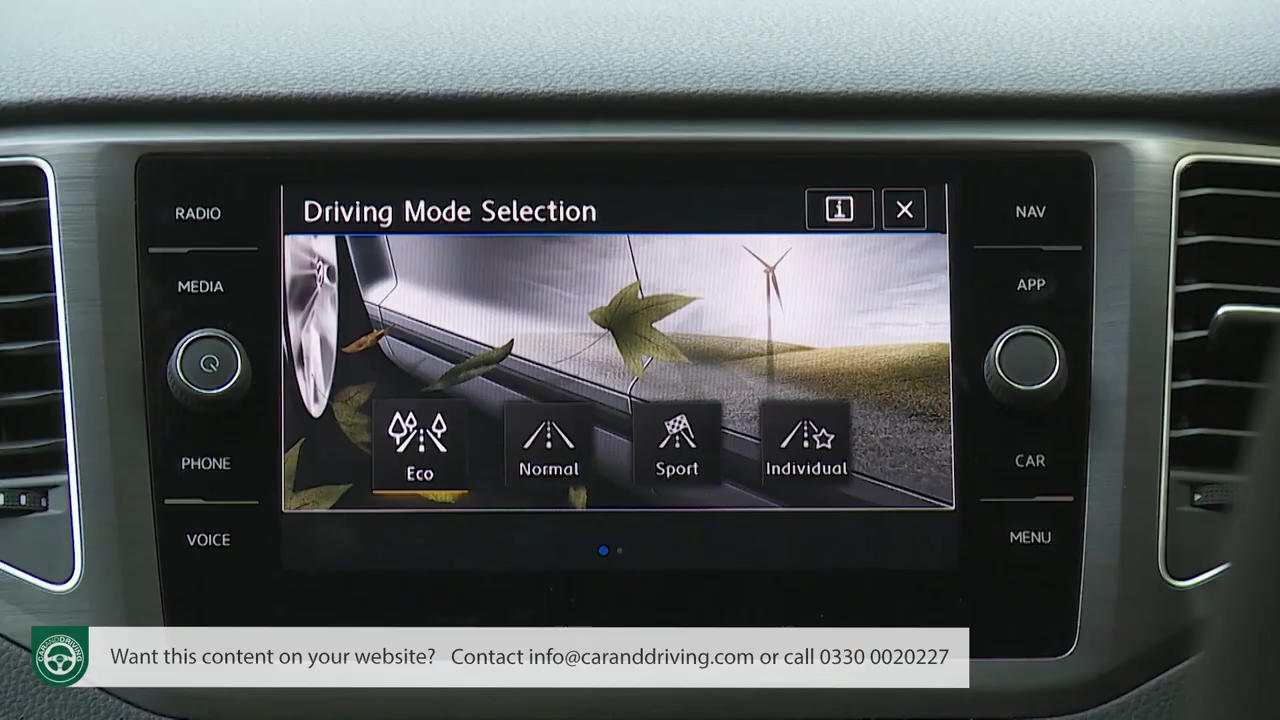 RADIO
MEDIA
PHONE
VOICE
Driving Mode Selection
i
Eco
Normal
Sport
Individual
NAV
APP
CAR
MENU
CARANDDRIVING
Want this content on your website? Contact info@caranddriving.com or call 0330 0020227